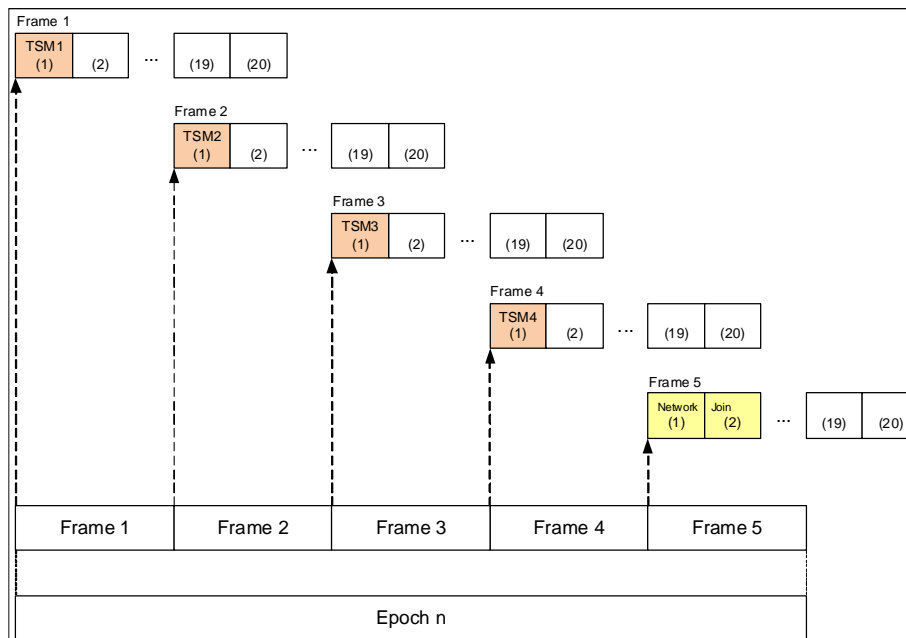 Frame 1
TSM1
(1) (2) ... (19) (20)
Frame 2
TSM2
(1) (2) ... (19) (20)
Frame 3
TSM3
(1) (2) ... (19) (20)
Frame 4
TSM4
(1) (2) ... (19) (20)
Frame 5
Network Join
(1) (2) ... (19) (20)
Frame 1 Frame 2 Frame 3 Frame 4 Frame 5
Epoch n